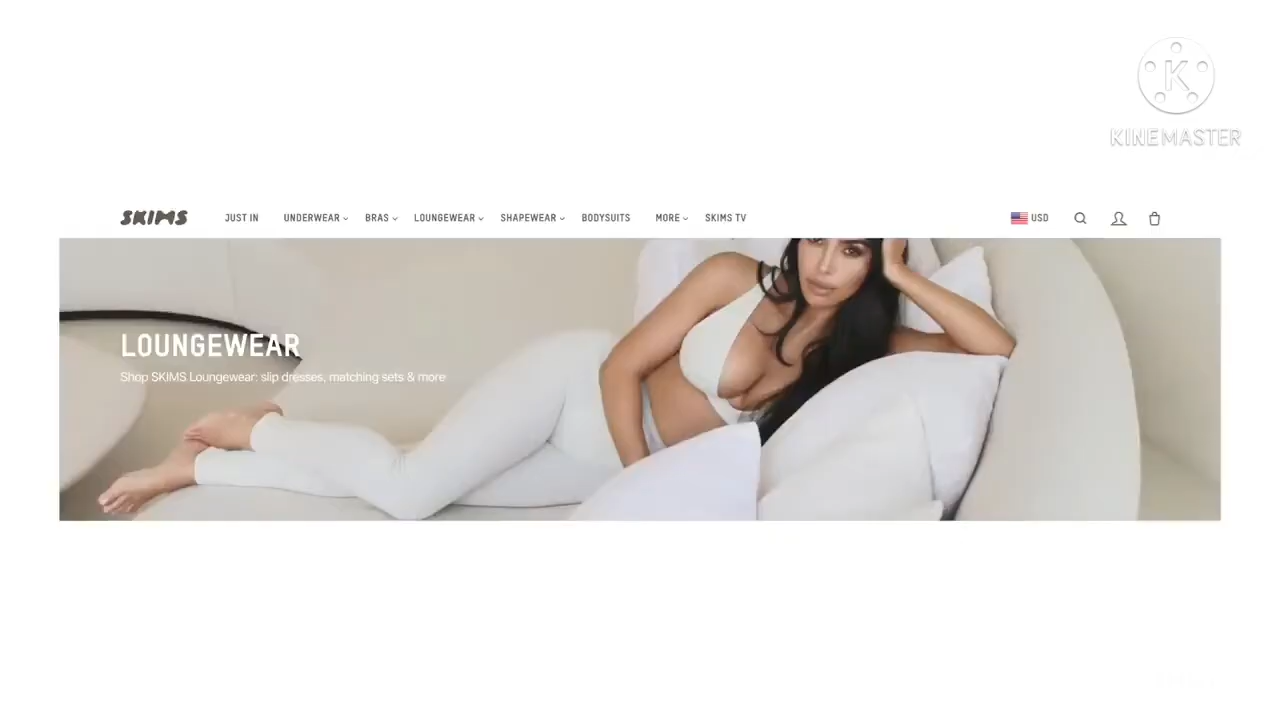 K
KINEMASTER
SKIMS JUST IN UNDERWEAR BRAS LOUNGEWEAR SHAPEWEAR BODYSUITS MORE SKIMS TV USD
LOUNGEWEAR
Shop SKIMS Loungewear: slip dresses, matching sets & more